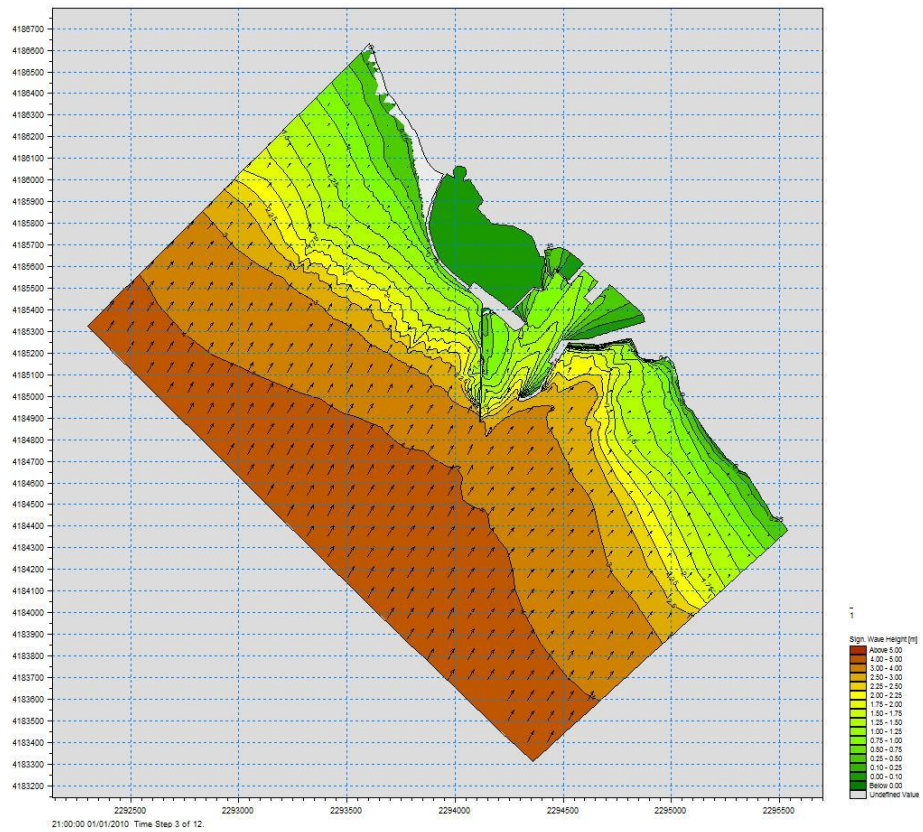 4186700
4186600
4186500
4186400
4186300
4186200
4186100
4186000
4185900
4185800
4185700
4185600
4185500
4185400
4185300
4185200
4185100
4185000
4184900
4184800
4184700
4184600
4184500
4184400
4184300
4184200
4184100
4184000
4183900
4183800
4183700
4183600
4183500
4183400
4183300
4183200
2292500 2293000 2293500 2294000 2294500 2295000 2295500
21:00:00 01/01/2010 Time Step 3 of 12.
1
Sign. Wave Height [m]
Above 5.00
4.00 - 5.00
3.00 - 4.00
2.50 - 3.00
2.25 - 2.50
2.00 - 2.25
1.75 - 2.00
1.50 - 1.75
1.25 - 1.50
1.00 - 1.25
0.75 - 1.00
0.50 - 0.75
0.25 - 0.50
0.10 - 0.25
0.00 - 0.10
Below 0.00
Undefined Value